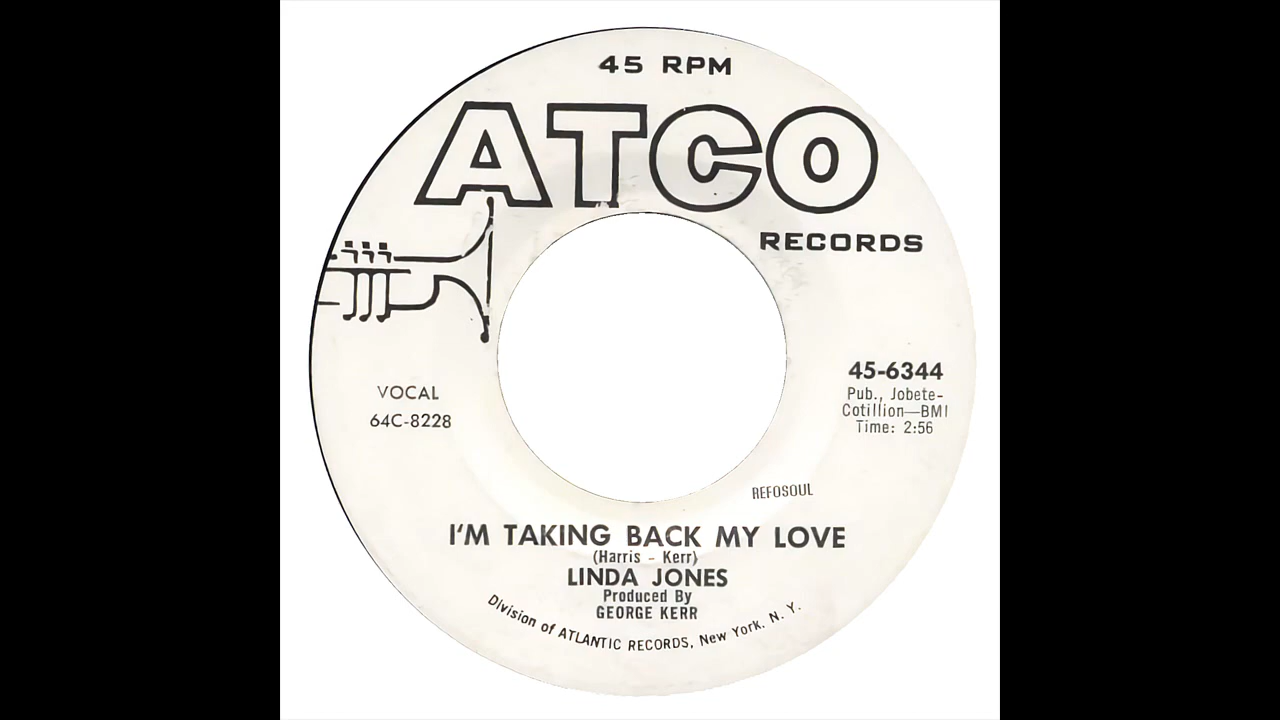 45 RPM
ATCO
RECORDS
VOCAL
64C-8228
45-6344
Pub., Jobete-
Cotillion—BMI
Time: 2:56
REFOSOUL
I'M TAKING BACK MY LOVE
(Harris - Kerr)
LINDA JONES
Produced By
GEORGE KERR
Division of ATLANTIC RECORDS, New York, N. Y.